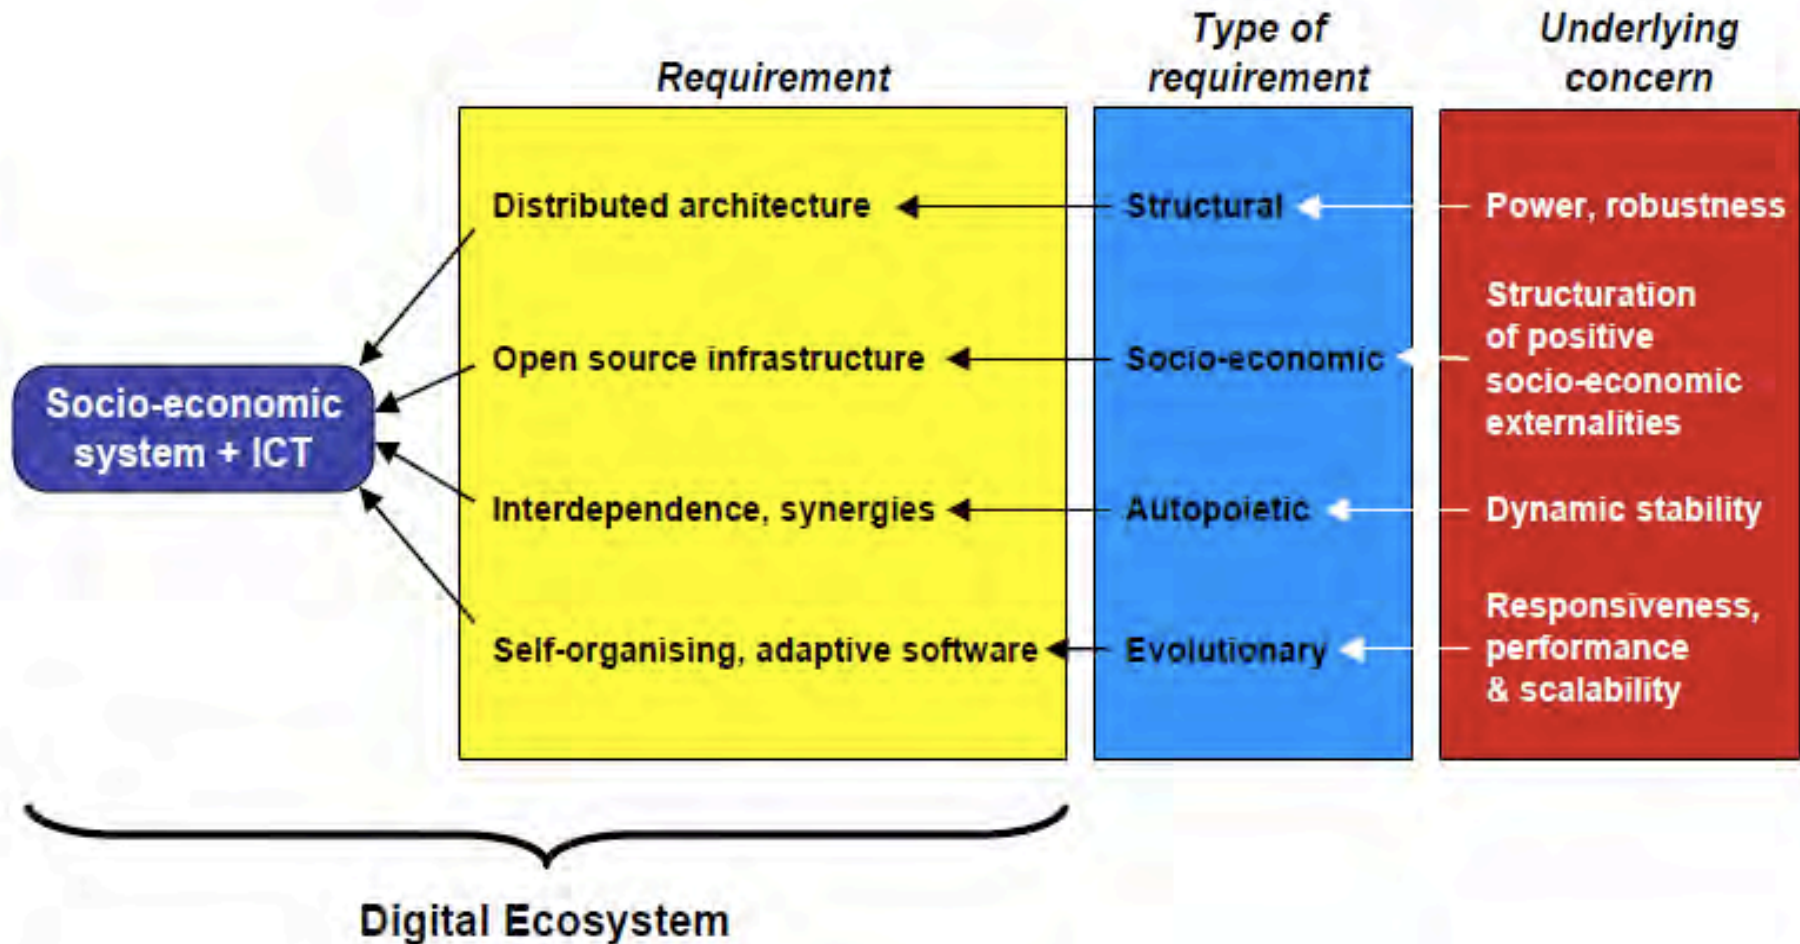 Requirement
Type of
requirement
Underlying
concern
Distributed architecture
Structural
Power, robustness
Open source infrastructure
Socio-economic
Structuration
of positive
socio-economic
externalities
Socio-economic
system + ICT
Interdependence, synergies
Autopoietic
Dynamic stability
Self-organising, adaptive software
Evolutionary
Responsiveness,
performance
& scalability
Digital Ecosystem